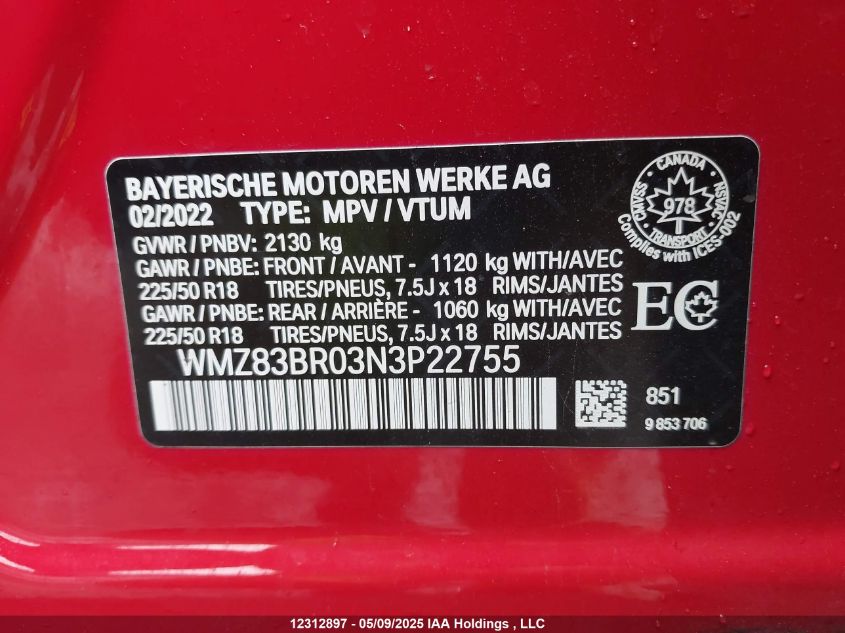 BAYERISCHE MOTOREN WERKE AG
02/2022 TYPE: MPV / VTUM
GVWR / PNBV: 2130 kg
GAWR / PNBE: FRONT / AVANT - 1120 kg WITH/AVEC
225/50 R18 TIRES/PNEUS, 7.5J x 18 RIMS/JANTES
GAWR / PNBE: REAR / ARRIÈRE - 1060 kg WITH/AVEC
225/50 R18 TIRES/PNEUS, 7.5J x 18 RIMS/JANTES
WMZ83BR03N3P22755
CANADA
CMVSS
978
NSVAC
TRANSPORT
Complies with ICES-002
EC
851
9 853 706
12312897 - 05/09/2025 IAA Holdings , LLC